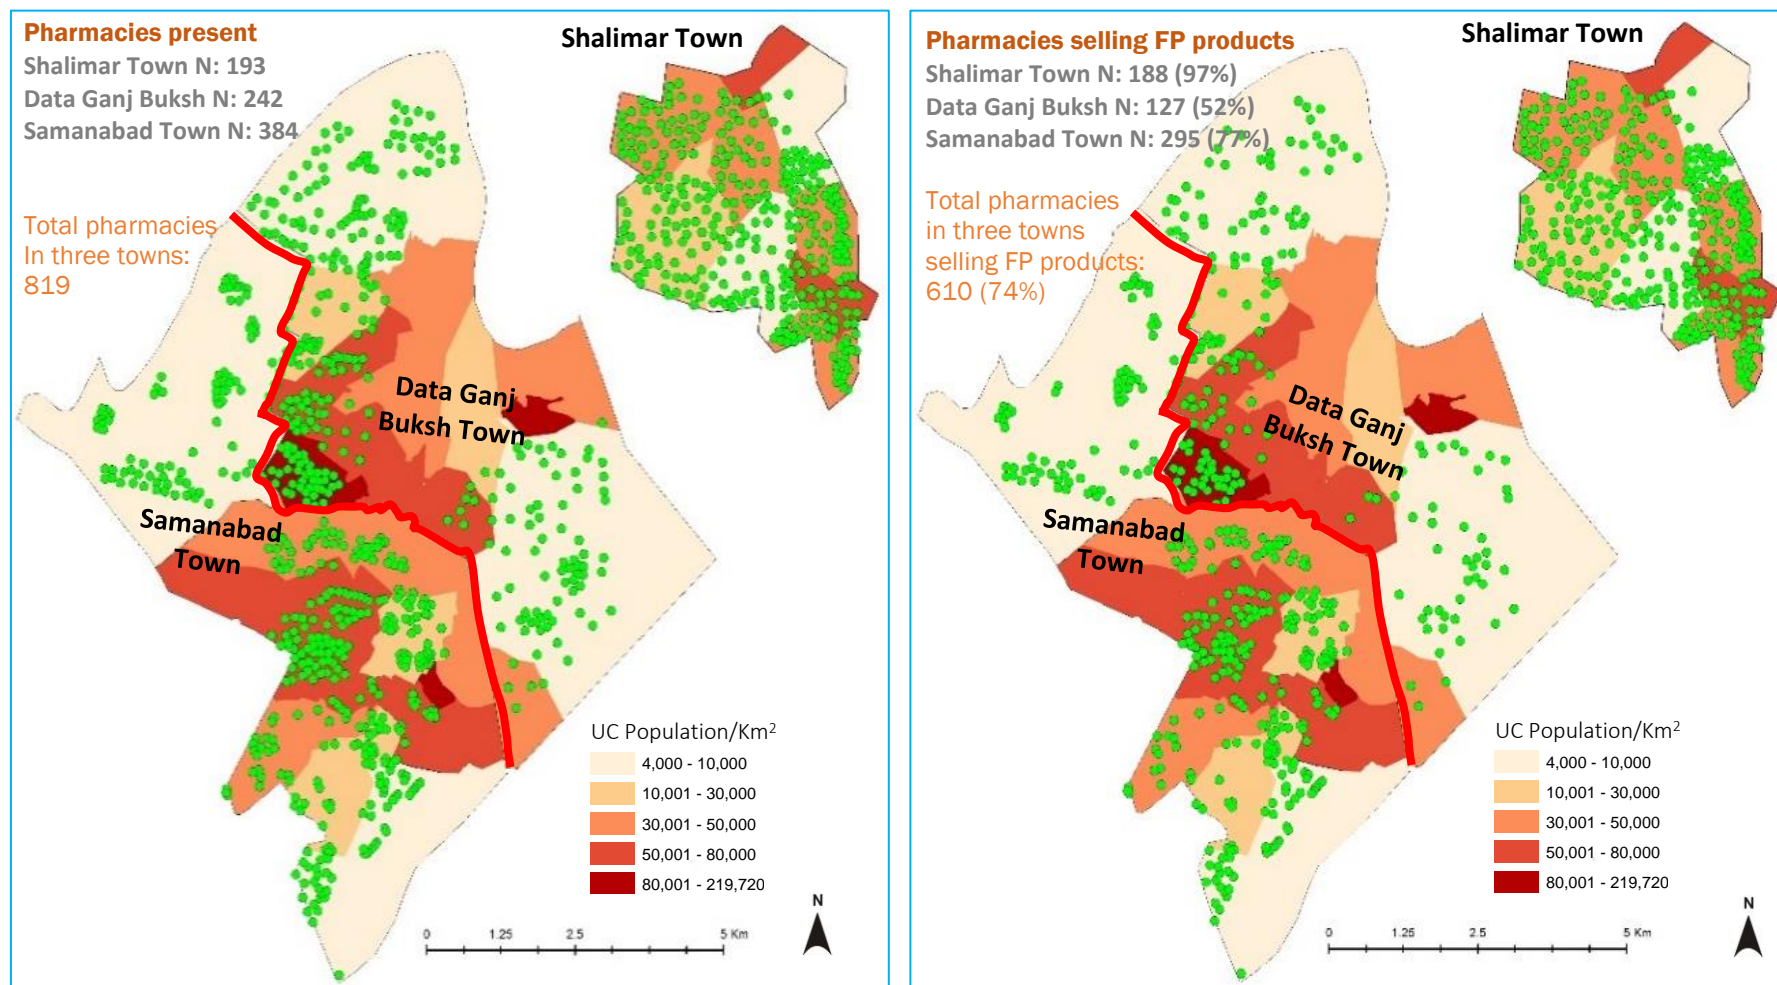 Pharmacies present
Shalimar Town N: 193
Data Ganj Buksh N: 242
Samanabad Town N: 384
Total pharmacies
In three towns:
819
Shalimar Town
Data Ganj
Buksh Town
Samanabad
Town
UC Population/Km²
4,000 - 10,000
10,001 - 30,000
30,001 - 50,000
50,001 - 80,000
80,001 - 219,720
N
0 1.25 2.5 5 Km
Pharmacies selling FP products
Shalimar Town N: 188 (97%)
Data Ganj Buksh N: 127 (52%)
Samanabad Town N: 295 (77%)
Total pharmacies
in three towns
selling FP products:
610 (74%)
Shalimar Town
Data Ganj
Buksh Town
Samanabad
Town
UC Population/Km²
4,000 - 10,000
10,001 - 30,000
30,001 - 50,000
50,001 - 80,000
80,001 - 219,720
N
0 1.25 2.5 5 Km